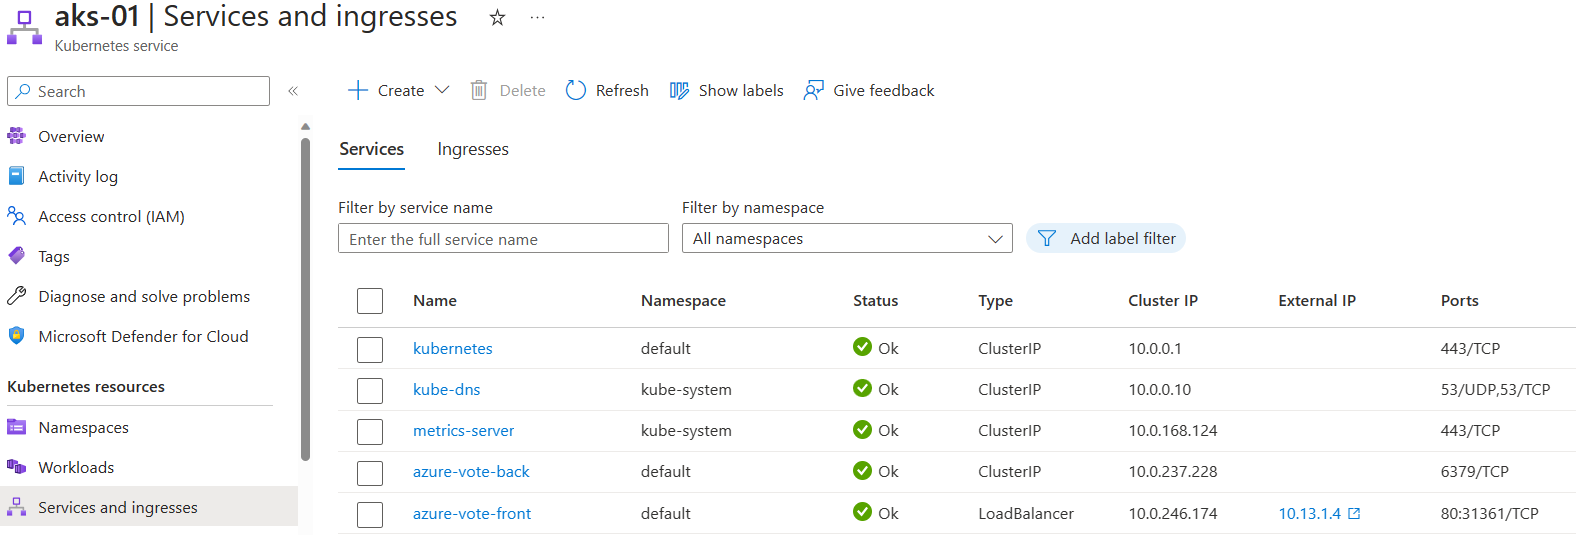 aks-01 | Services and ingresses
Kubernetes service
Search
Overview
Activity log
Access control (IAM)
Tags
Diagnose and solve problems
Microsoft Defender for Cloud
Kubernetes resources
Namespaces
Workloads
Services and ingresses
Create Delete Refresh Show labels Give feedback
Services Ingresses
Filter by service name Filter by namespace
Enter the full service name All namespaces Add label filter
Name Namespace Status Type Cluster IP External IP Ports
kubernetes default Ok ClusterIP 10.0.0.1 443/TCP
kube-dns kube-system Ok ClusterIP 10.0.0.10 53/UDP,53/TCP
metrics-server kube-system Ok ClusterIP 10.0.168.124 443/TCP
azure-vote-back default Ok ClusterIP 10.0.237.228 6379/TCP
azure-vote-front default Ok LoadBalancer 10.0.246.174 10.13.1.4 80:31361/TCP